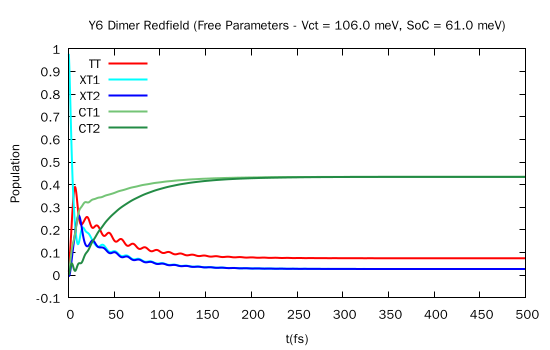 Y6 Dimer Redfield (Free Parameters - Vct = 106.0 meV, SoC = 61.0 meV)
1
0.9
0.8
0.7
0.6
0.5
0.4
0.3
0.2
0.1
0
-0.1
Population
TT
XT1
XT2
CT1
CT2
0 50 100 150 200 250 300 350 400 450 500
t(fs)